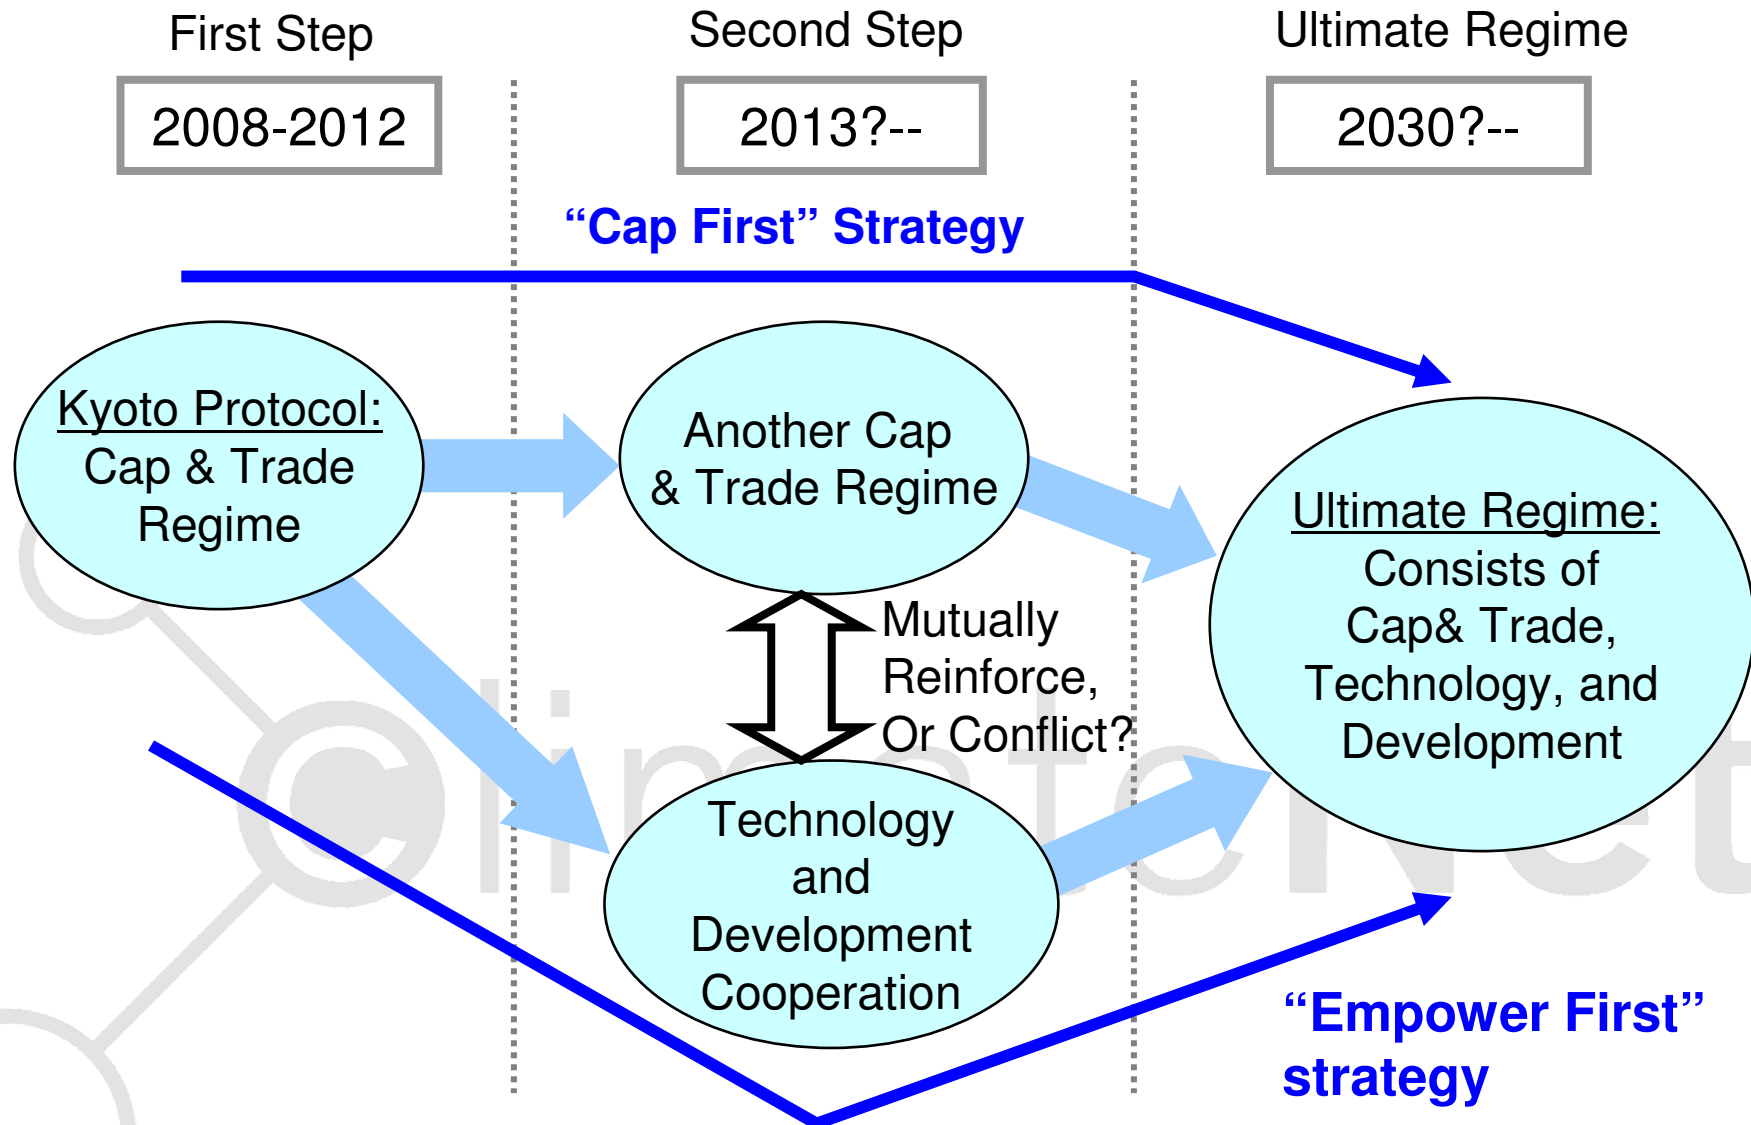 First Step
Second Step
Ultimate Regime
2008-2012
2013?--
2030?--
“Cap First” Strategy
Kyoto Protocol:
Cap & Trade
Regime
Another Cap
& Trade Regime
Ultimate Regime:
Consists of
Cap& Trade,
Technology, and
Development
Mutually
Reinforce,
Or Conflict?
Technology
and
Development
Cooperation
“Empower First”
strategy
ClimateNet